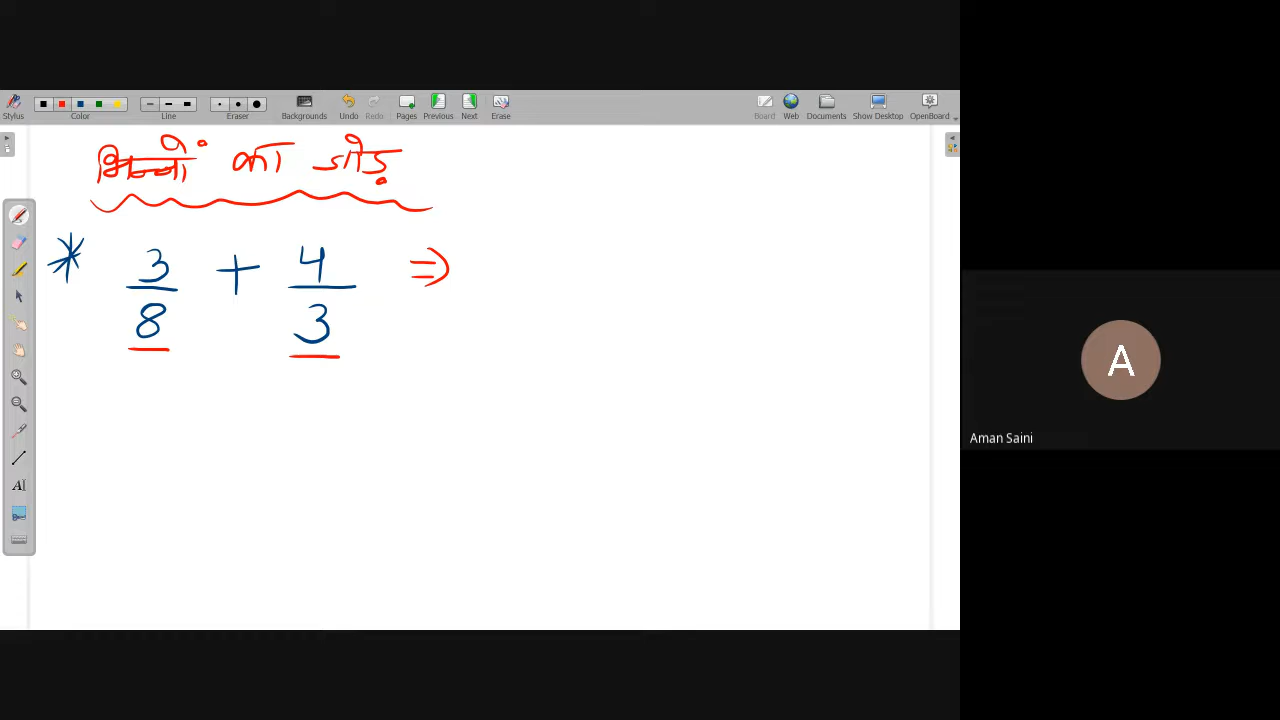 Stylus Color Line Eraser Backgrounds Undo Redo Pages Previous Next Erase Board Web Documents Show Desktop OpenBoard
भिन्नों का जोड़
* 3/8 + 4/3 ⇒
A
Aman Saini